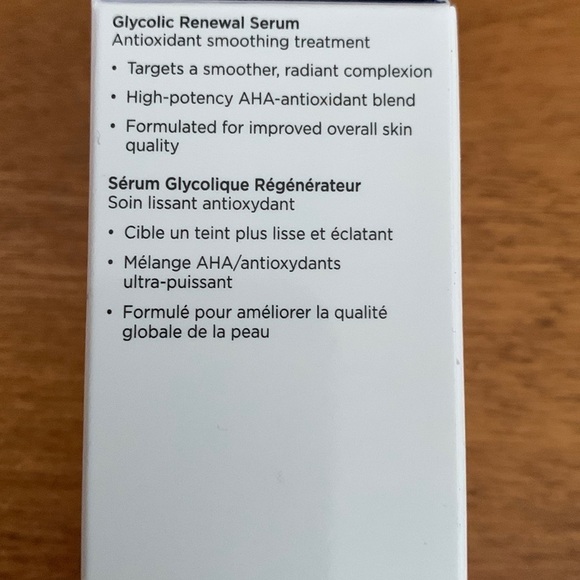 Glycolic Renewal Serum
Antioxidant smoothing treatment
• Targets a smoother, radiant complexion
• High-potency AHA-antioxidant blend
• Formulated for improved overall skin
quality
Sérum Glycolique Régénérateur
Soin lissant antioxydant
• Cible un teint plus lisse et éclatant
• Mélange AHA/antioxydants
ultra-puissant
• Formulé pour améliorer la qualité
globale de la peau